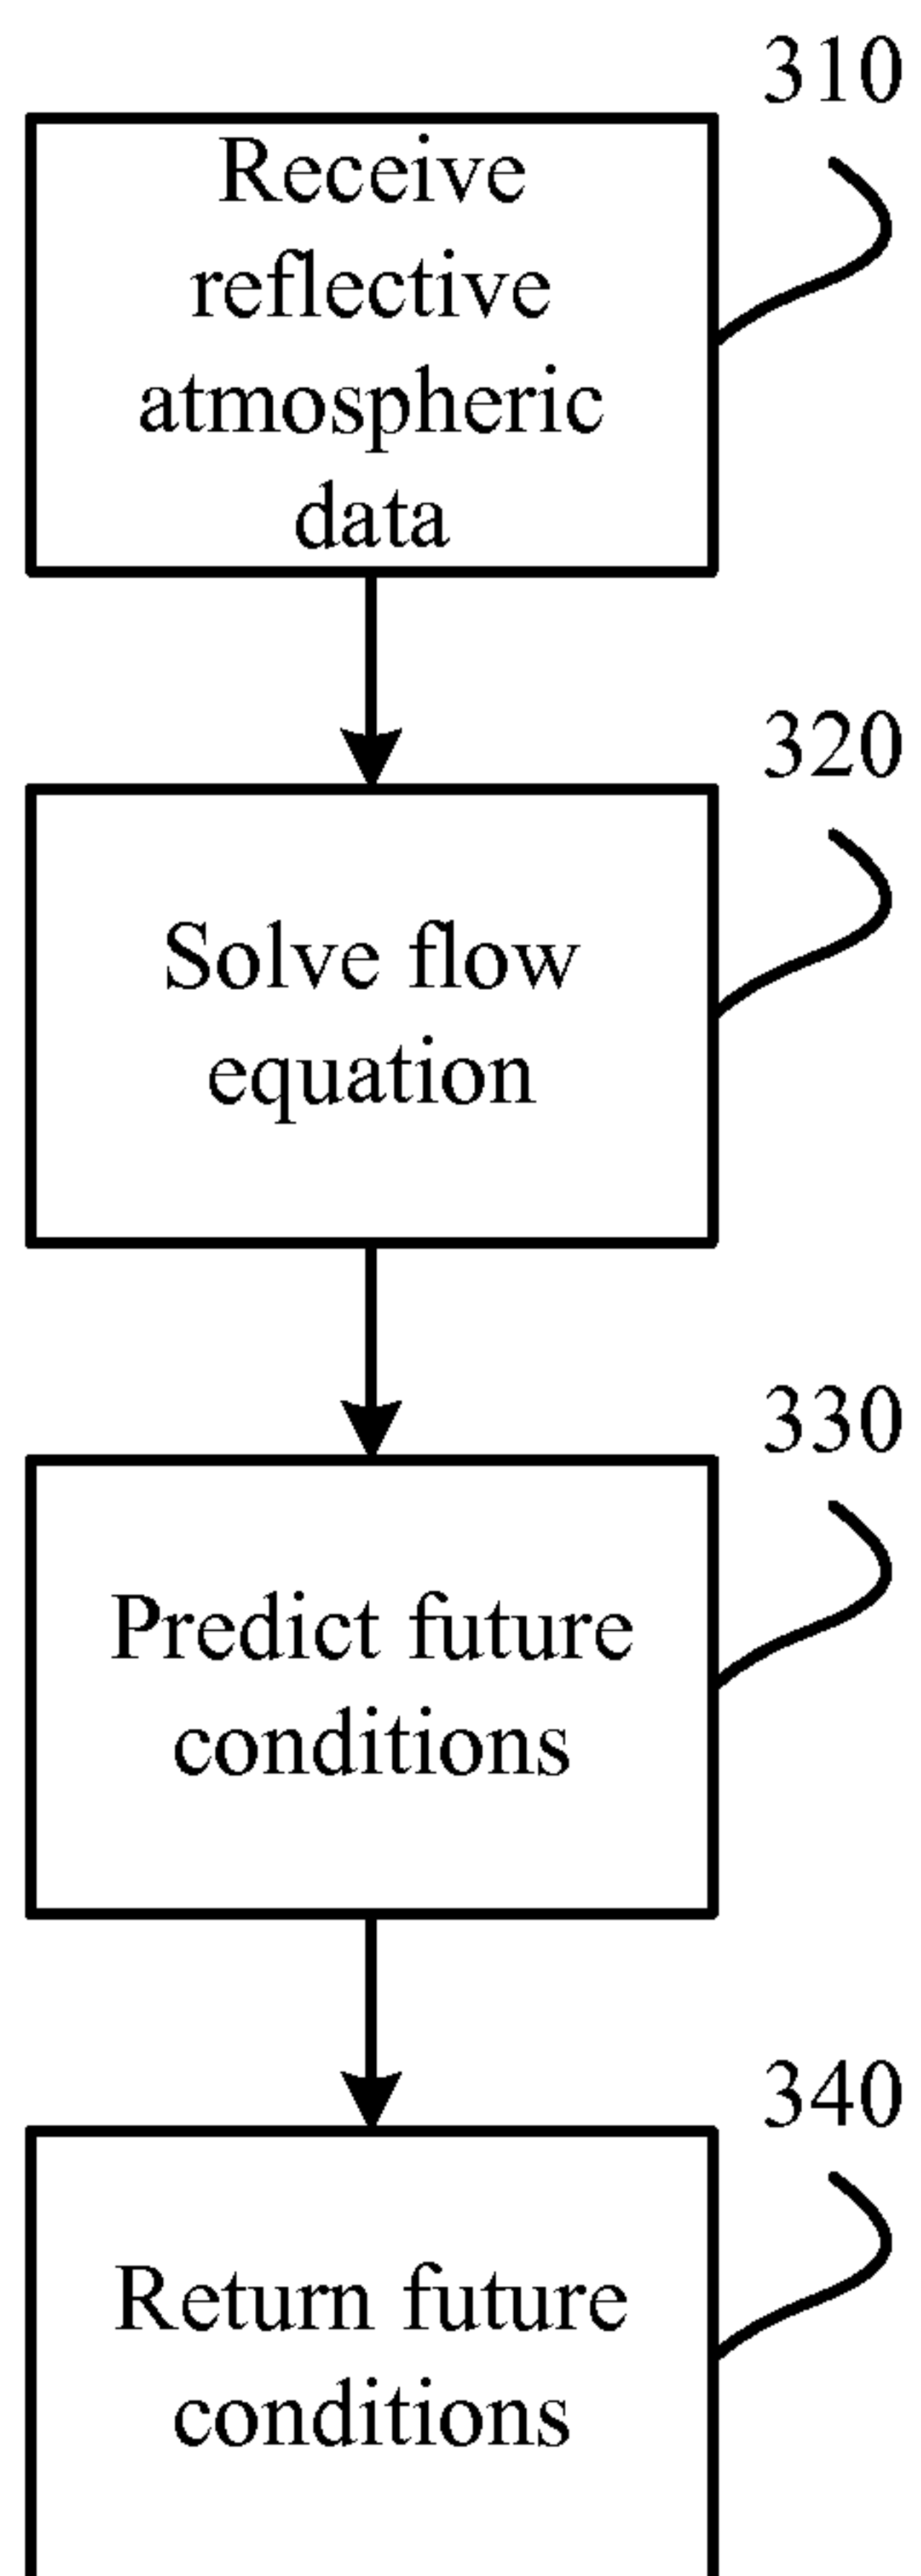 310
Receive
reflective
atmospheric
data
320
Solve flow
equation
330
Predict future
conditions
340
Return future
conditions